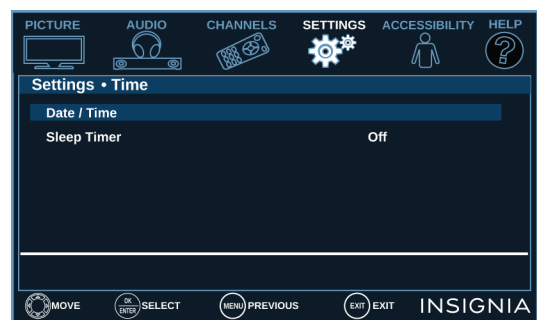 PICTURE AUDIO CHANNELS SETTINGS ACCESSIBILITY HELP
?
Settings • Time
Date / Time
Sleep Timer Off
MOVE OK ENTER SELECT MENU PREVIOUS EXIT EXIT INSIGNIA